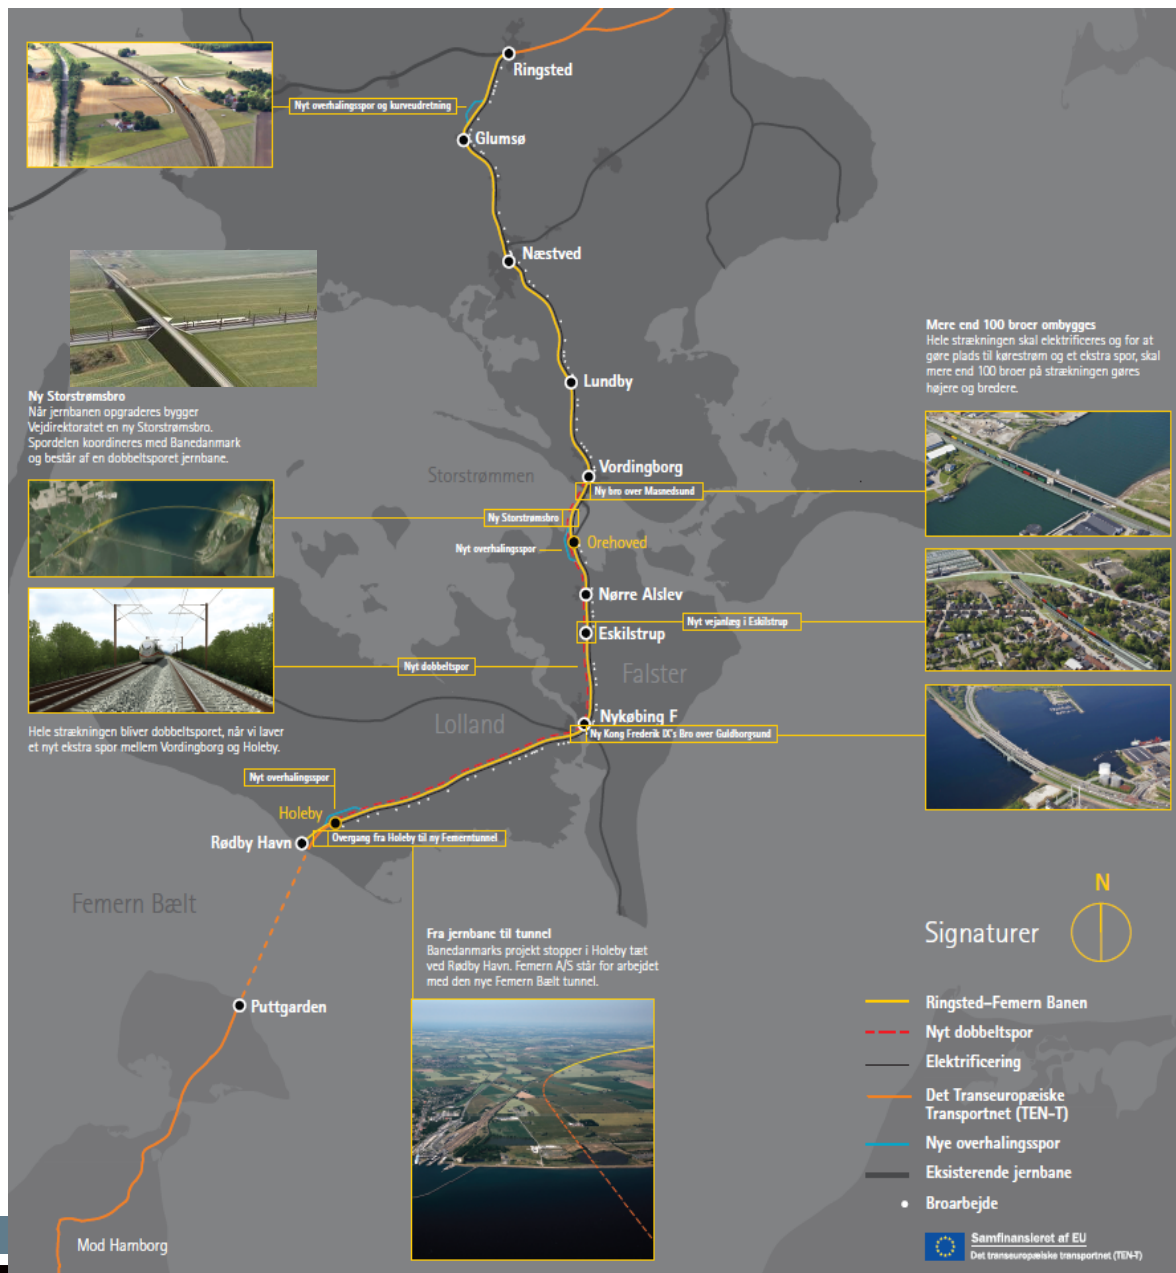 Ringsted
Nyt overhalingsspor og kurveudretning
Glumsø
Næstved
Mere end 100 broer ombygges
Hele strækningen skal elektrificeres og for at
gøre plads til kørestrøm og et ekstra spor, skal
mere end 100 broer på strækningen gøres
højere og bredere.
Lundby
Ny Storstrømsbro
Når jernbanen opgraderes bygger
Vejdirektoratet en ny Storstrømsbro.
Spordelen koordineres med Banedanmark
og består af en dobbeltsporet jernbane.
Vordingborg
Storstrømmen
Ny bro over Masnedsund
Ny Storstrømsbro
Orehoved
Nyt overhalingsspor
Nørre Alslev
Nyt vejanlæg i Eskilstrup
Eskilstrup
Nyt dobbeltspor
Falster
Lolland
Nykøbing F
Ny Kong Frederik IX's Bro over Guldborgsund
Hele strækningen bliver dobbeltsporet, når vi laver
et nyt ekstra spor mellem Vordingborg og Holeby.
Nyt overhalingsspor
Holeby
Overgang fra Holeby til ny Femerntunnel
Rødby Havn
Femern Bælt
Fra jernbane til tunnel
Banedanmarks projekt stopper i Holeby tæt
ved Rødby Havn. Femern A/S står for arbejdet
med den nye Femern Bælt tunnel.
Puttgarden
Mod Hamborg
N
Signaturer
Ringsted–Femern Banen
Nyt dobbeltspor
Elektrificering
Det Transeuropæiske
Transportnet (TEN-T)
Nye overhalingsspor
Eksisterende jernbane
Broarbejde
Samfinansieret af EU
Det transeuropæiske transportnet (TEN-T)